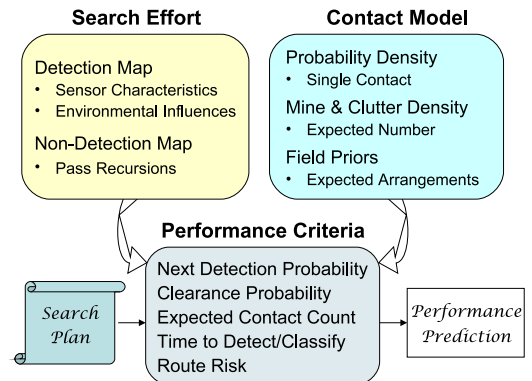 Search Effort
Detection Map
• Sensor Characteristics
• Environmental Influences
Non-Detection Map
• Pass Recursions
Contact Model
Probability Density
• Single Contact
Mine & Clutter Density
• Expected Number
Field Priors
• Expected Arrangements
Performance Criteria
Search
Plan
Next Detection Probability
Clearance Probability
Expected Contact Count
Time to Detect/Classify
Route Risk
Performance
Prediction